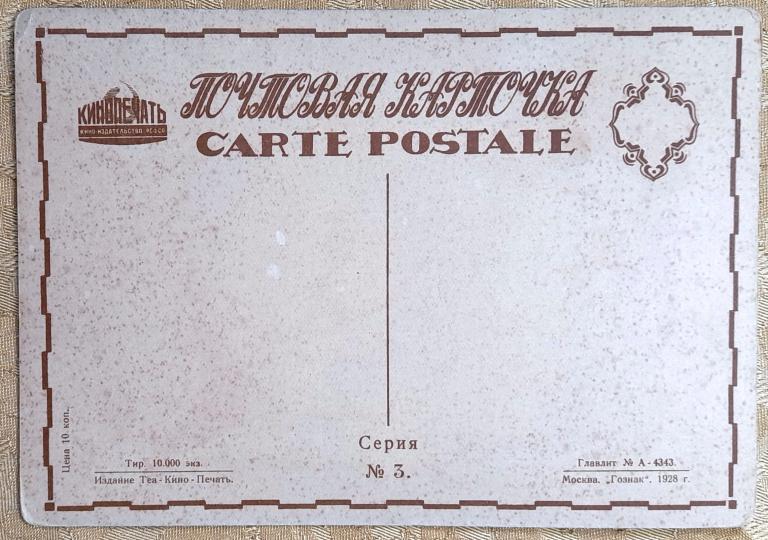 КИНОПЕЧАТЬ
КИНО-ИЗДАТЕЛЬСТВО РСФСР
ПОЧТОВАЯ КАРТОЧКА
CARTE POSTALE
Цена 10 коп.
Серия
№ 3.
Тир. 10.000 экз.
Издание Теа-Кино-Печать.
Главлит № А-4343.
Москва. „Гознак". 1928 г.